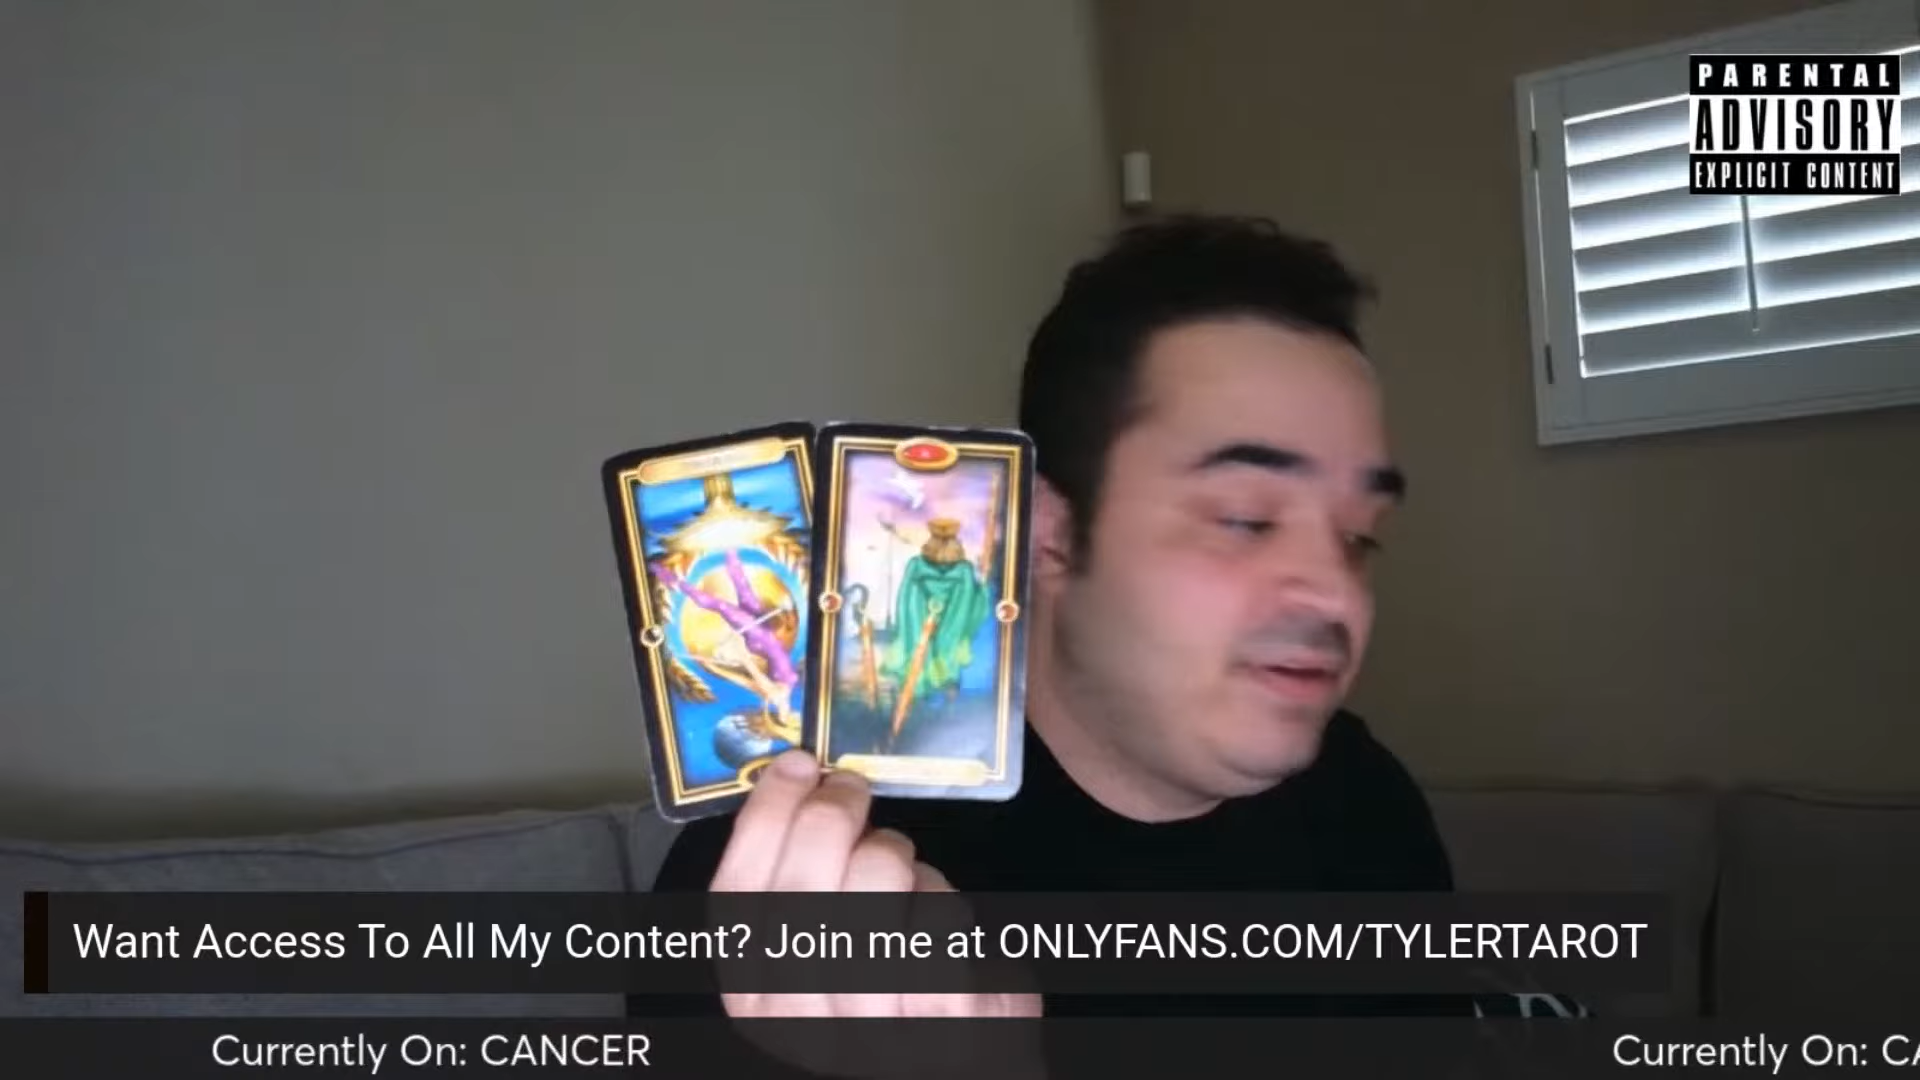 PARENTAL
ADVISORY
EXPLICIT CONTENT
Want Access To All My Content? Join me at ONLYFANS.COM/TYLERTAROT
Currently On: CANCER
Currently On: CA